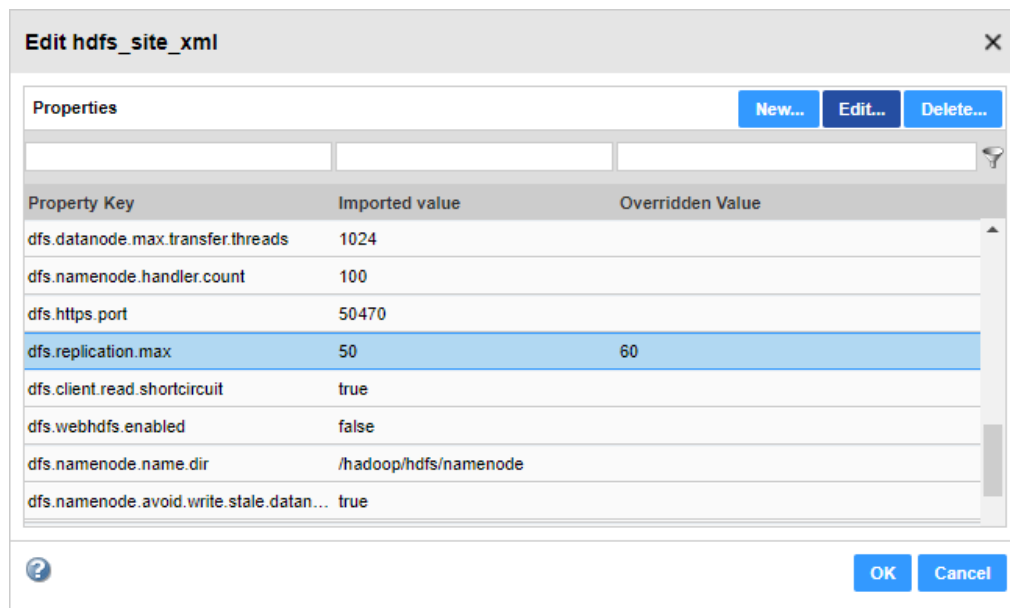 Edit hdfs_site_xml
Properties New... Edit... Delete...
Property Key Imported value Overridden Value
dfs.datanode.max.transfer.threads 1024
dfs.namenode.handler.count 100
dfs.https.port 50470
dfs.replication.max 50 60
dfs.client.read.shortcircuit true
dfs.webhdfs.enabled false
dfs.namenode.name.dir /hadoop/hdfs/namenode
dfs.namenode.avoid.write.stale.datan... true
? OK Cancel